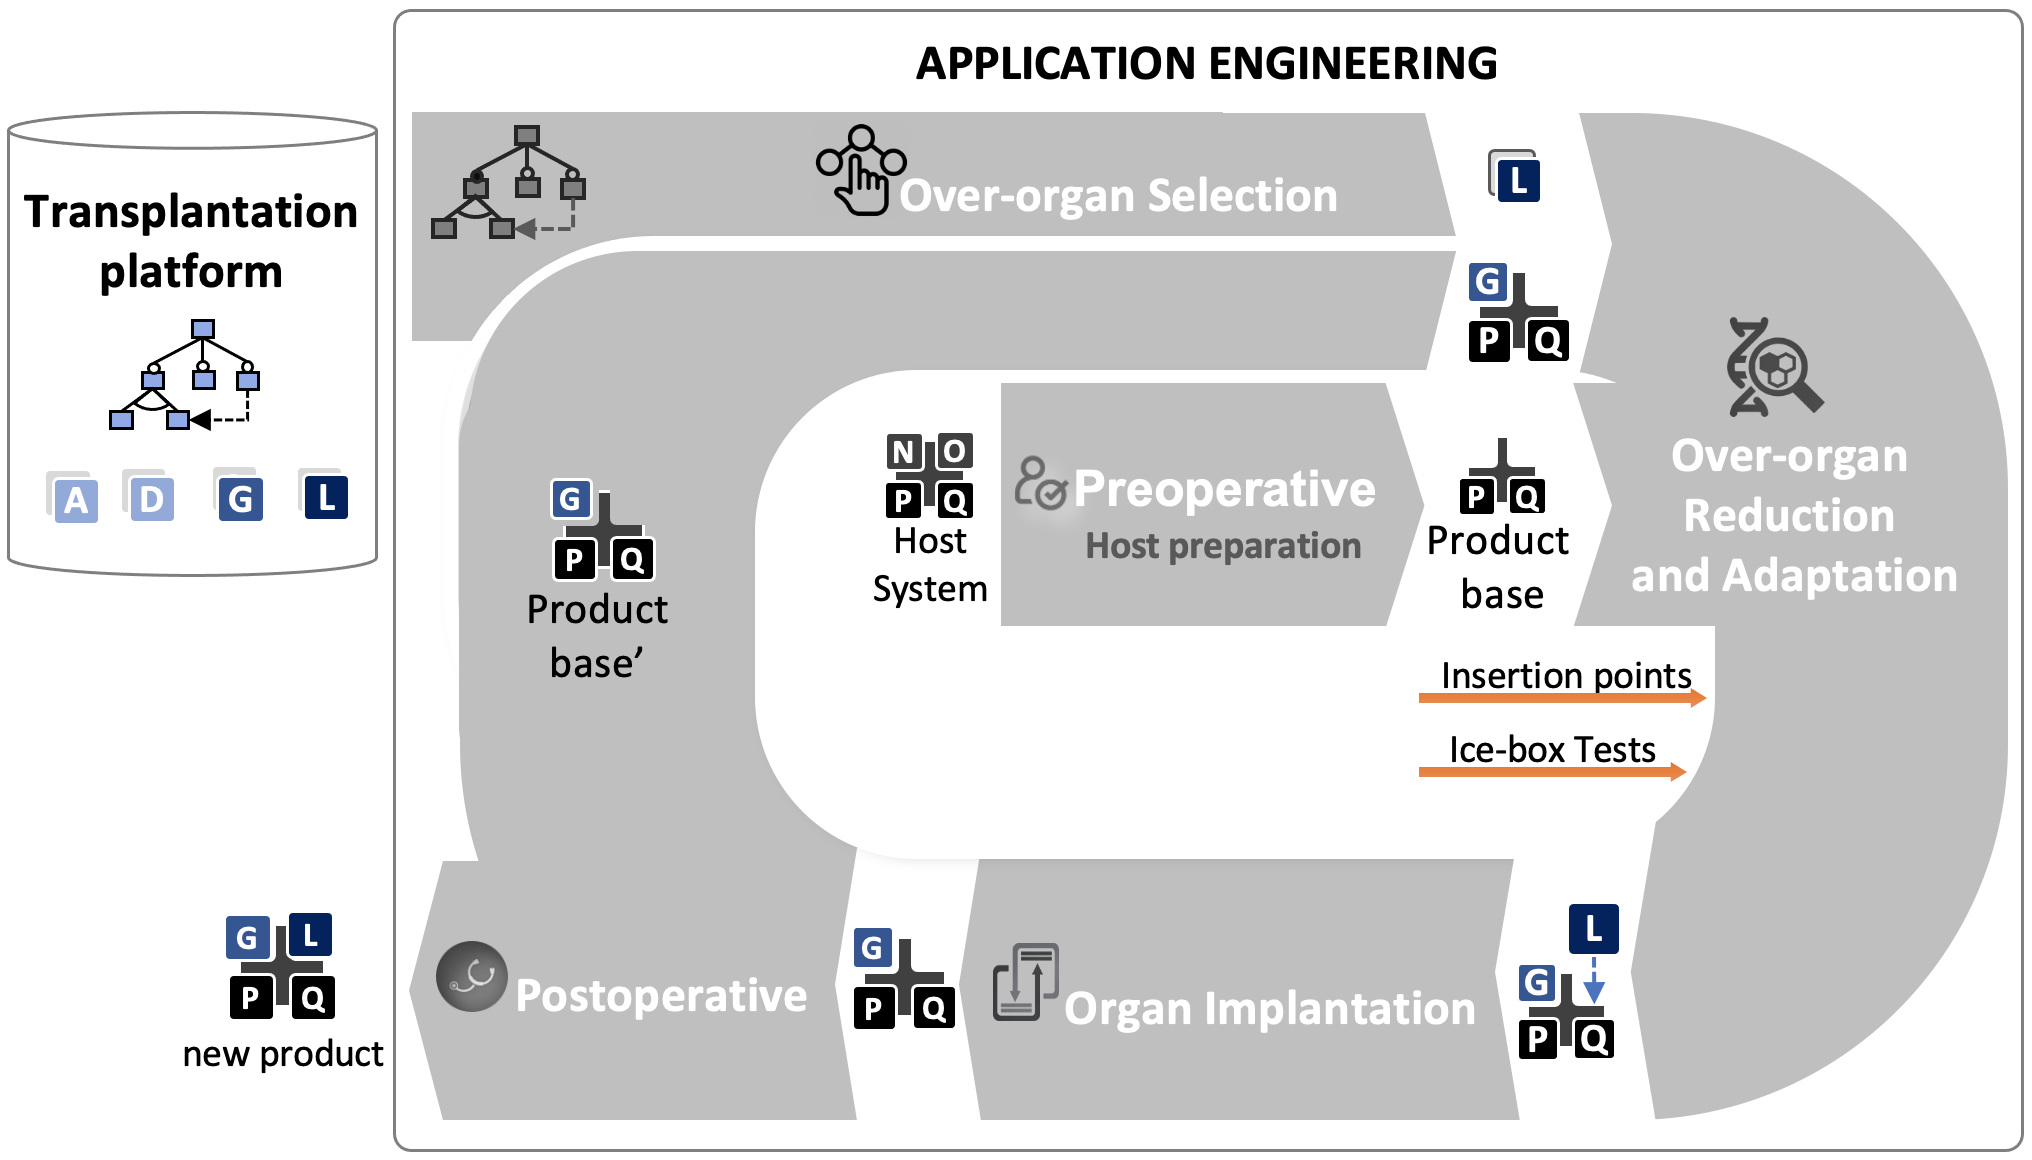 APPLICATION ENGINEERING
Transplantation
platform
A D G L
Over-organ Selection
L
G
P Q
N O
P Q
Host
System
Preoperative
Host preparation
P Q
Product
base
Over-organ
Reduction
and Adaptation
G
P Q
Product
base’
Insertion points
Ice-box Tests
L
G
P Q
Organ Implantation
G
P Q
Postoperative
G L
P Q
new product